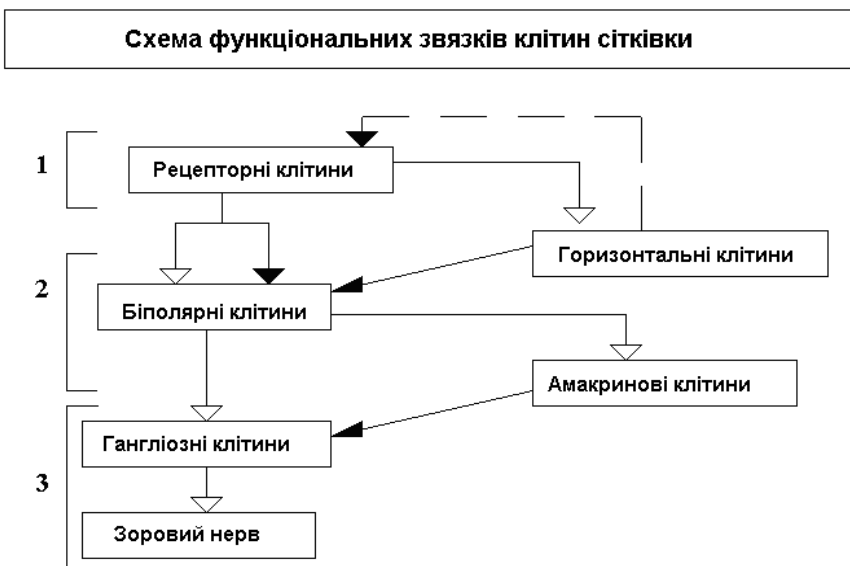 Схема функціональних звязків клітин сітківки
1
Рецепторні клітини
Горизонтальні клітини
2
Біполярні клітини
Амакринові клітини
Гангліозні клітини
3
Зоровий нерв